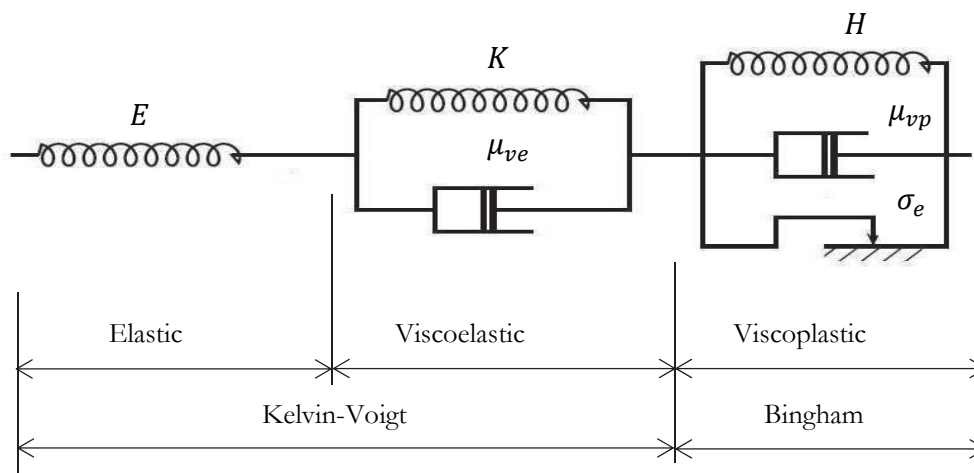 H
K
E
μ_vp
μ_ve
σ_e
Elastic
Viscoelastic
Viscoplastic
Kelvin-Voigt
Bingham